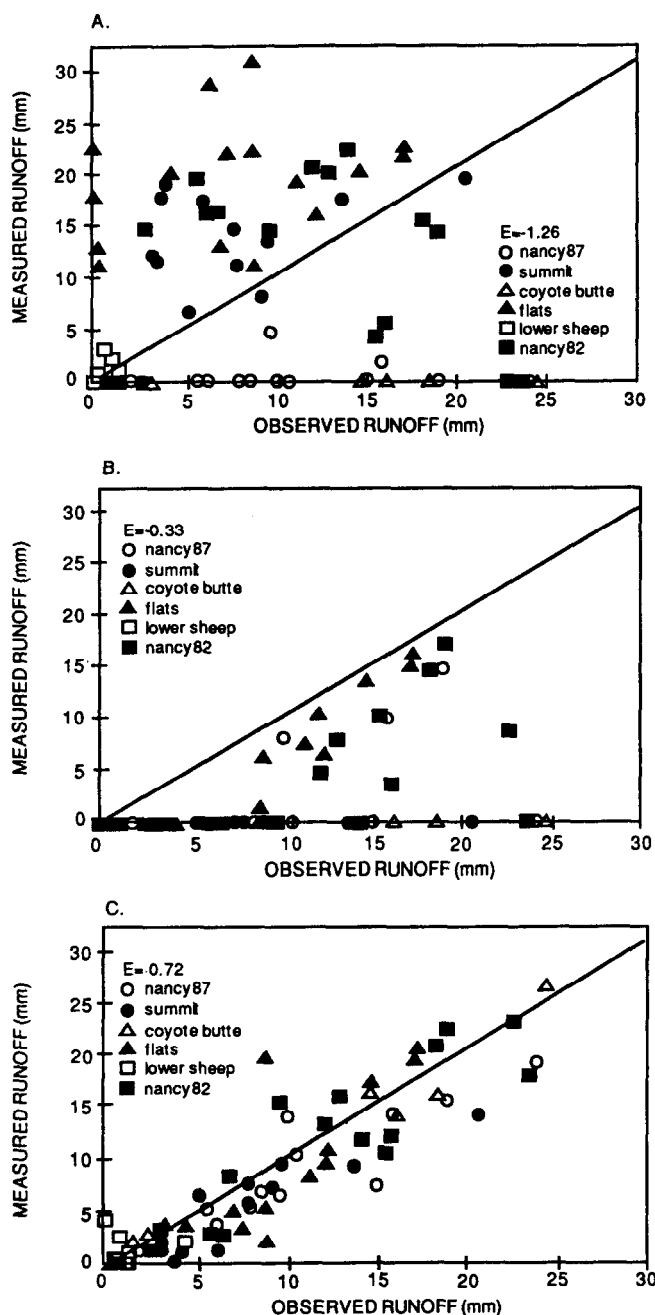 A.
MEASURED RUNOFF (mm)
30
25
20
15
10
5
0
E=-1.26
nancy87
summit
coyote butte
flats
lower sheep
nancy82
0 5 10 15 20 25 30
OBSERVED RUNOFF (mm)
B.
MEASURED RUNOFF (mm)
30
25
20
15
10
5
0
E=-0.33
nancy87
summit
coyote butte
flats
lower sheep
nancy82
0 5 10 15 20 25 30
OBSERVED RUNOFF (mm)
C.
MEASURED RUNOFF (mm)
30
25
20
15
10
5
0
E=-0.72
nancy87
summit
coyote butte
flats
lower sheep
nancy82
0 5 10 15 20 25 30
OBSERVED RUNOFF (mm)